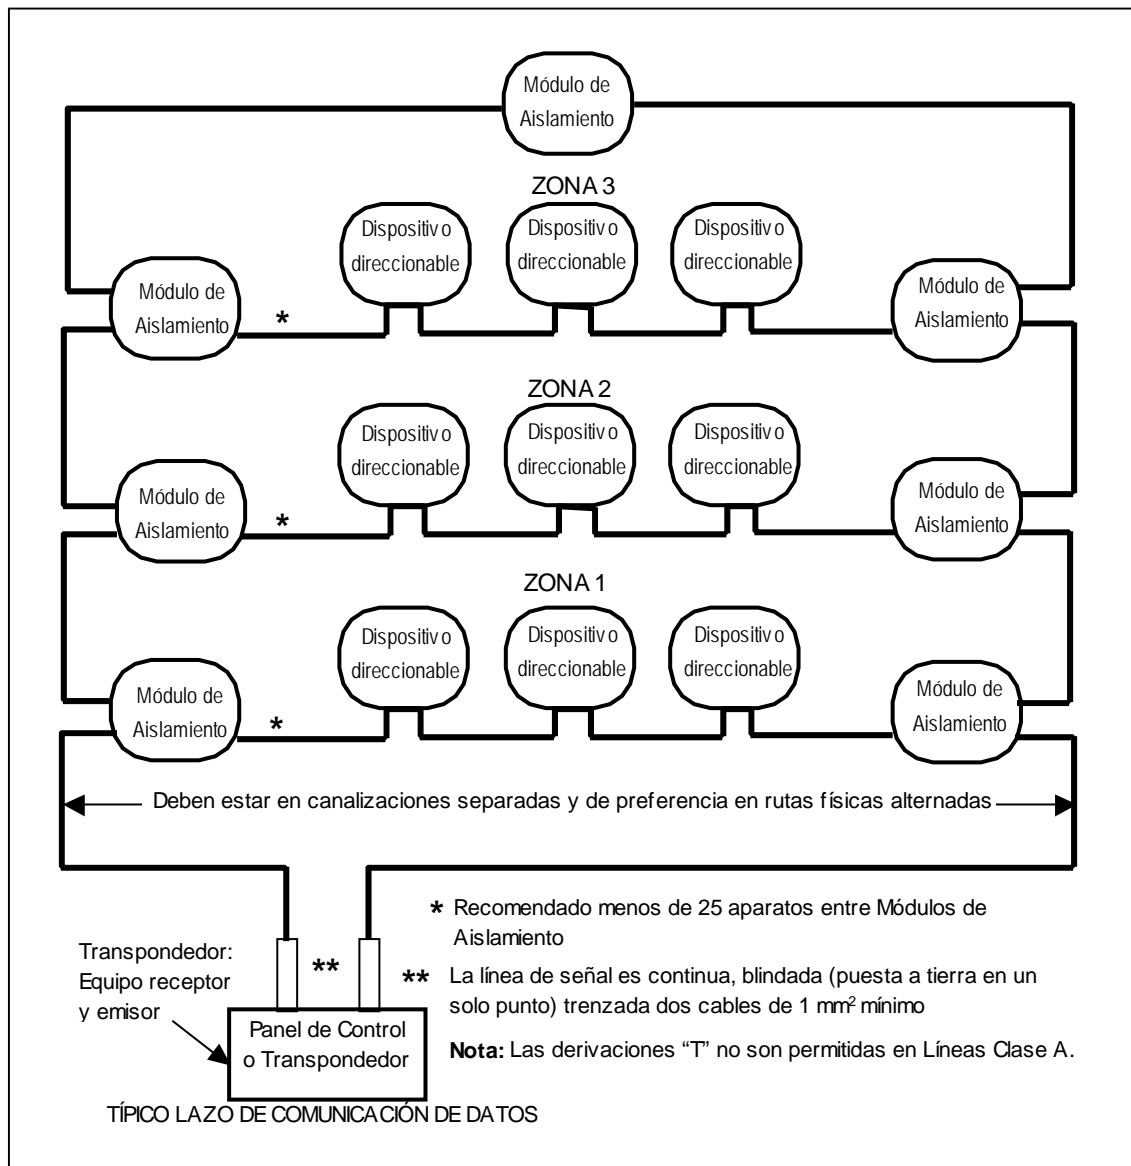 Módulo de
Aislamiento
ZONA 3
Dispositivo
direccionable
Dispositivo
direccionable
Dispositivo
direccionable
Módulo de
Aislamiento
*
Módulo de
Aislamiento
ZONA 2
Dispositivo
direccionable
Dispositivo
direccionable
Dispositivo
direccionable
Módulo de
Aislamiento
*
Módulo de
Aislamiento
ZONA 1
Dispositivo
direccionable
Dispositivo
direccionable
Dispositivo
direccionable
Módulo de
Aislamiento
*
Módulo de
Aislamiento
Deben estar en canalizaciones separadas y de preferencia en rutas físicas alternadas
* Recomendado menos de 25 aparatos entre Módulos de
Aislamiento
Transpondedor:
Equipo receptor
y emisor
**
** La línea de señal es continua, blindada (puesta a tierra en un
solo punto) trenzada dos cables de 1 mm² mínimo
Panel de Control
o Transpondedor
Nota: Las derivaciones “T” no son permitidas en Líneas Clase A.
TÍPICO LAZO DE COMUNICACIÓN DE DATOS